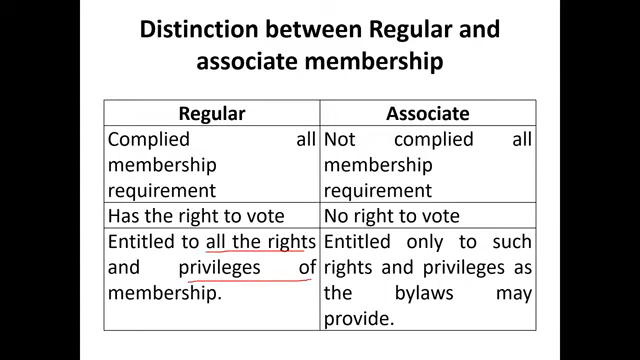 Distinction between Regular and
associate membership
Regular
Associate
Complied all
membership
requirement
Not complied all
membership
requirement
Has the right to vote
No right to vote
Entitled to all the rights
and privileges of
membership.
Entitled only to such
rights and privileges as
the bylaws may
provide.